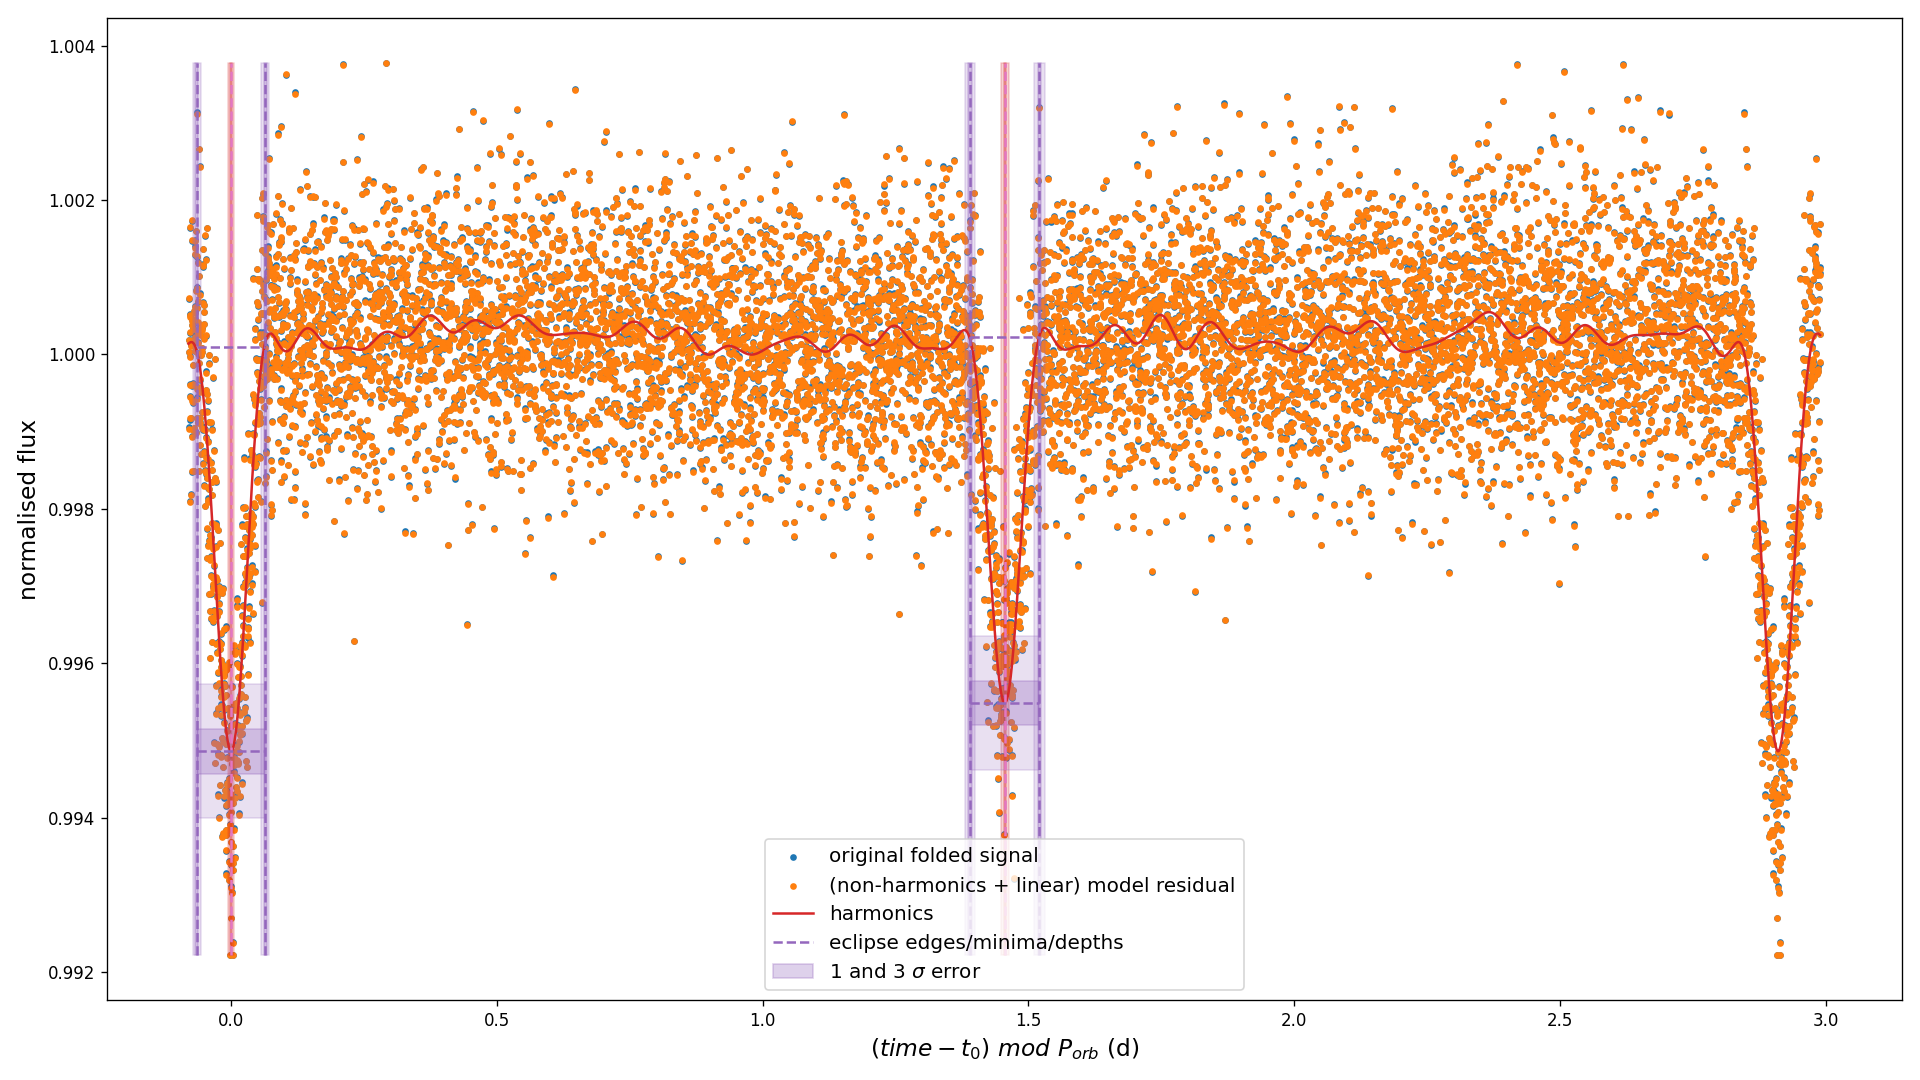 normalised flux
1.004
1.002
1.000
0.998
0.996
0.994
0.992
original folded signal
(non-harmonics + linear) model residual
harmonics
eclipse edges/minima/depths
1 and 3 σ error
0.0 0.5 1.0 1.5 2.0 2.5 3.0
(time − t₀) mod Pₒᵣᵦ (d)